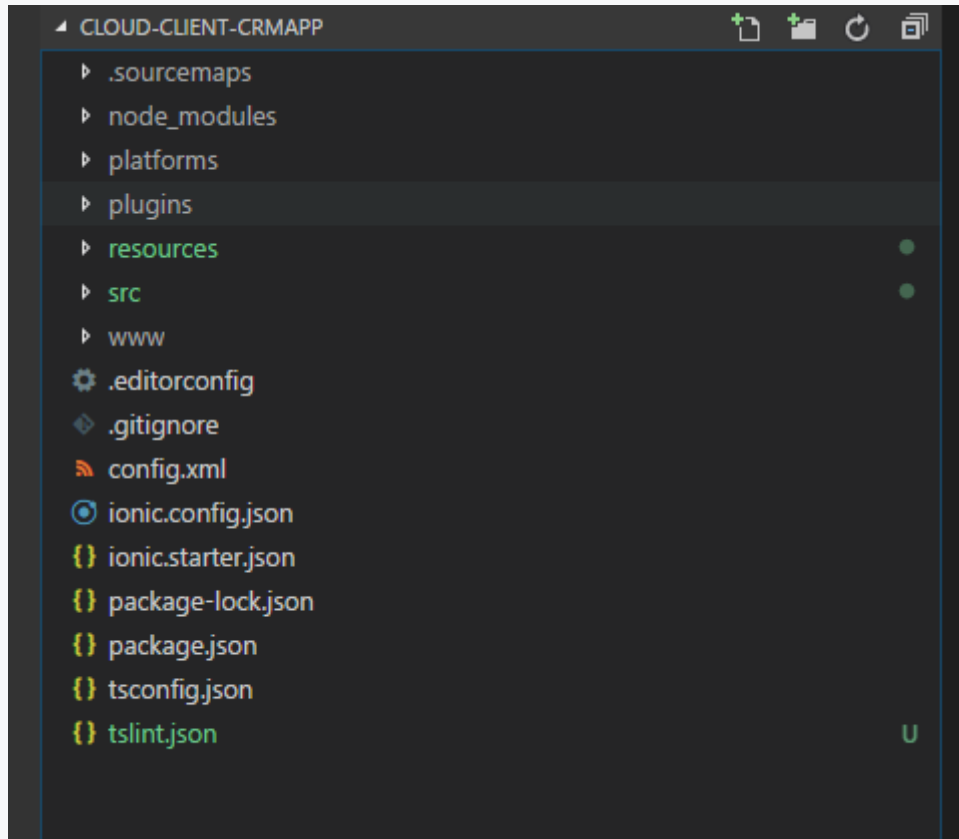 CLOUD-CLIENT-CRMAPP
.sourcemaps
node_modules
platforms
plugins
resources
src
www
.editorconfig
.gitignore
config.xml
ionic.config.json
{} ionic.starter.json
{} package-lock.json
{} package.json
{} tsconfig.json
{} tslint.json U